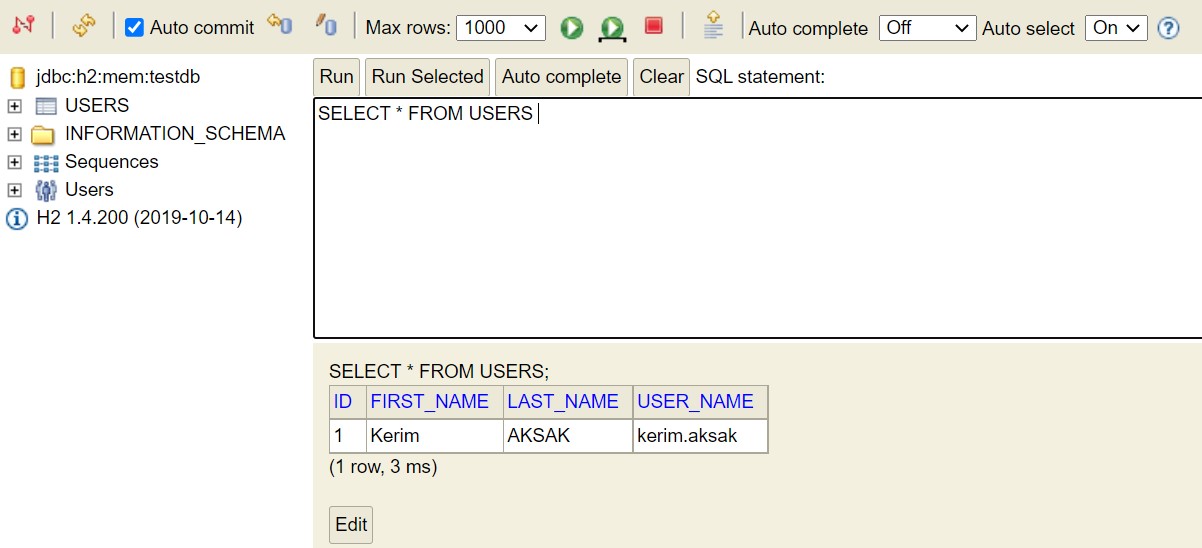 Auto commit Max rows: 1000 Auto complete Off Auto select On ?
jdbc:h2:mem:testdb
USERS
INFORMATION_SCHEMA
Sequences
Users
H2 1.4.200 (2019-10-14)
Run Run Selected Auto complete Clear SQL statement:
SELECT * FROM USERS
SELECT * FROM USERS;
ID FIRST_NAME LAST_NAME USER_NAME
1 Kerim AKSAK kerim.aksak
(1 row, 3 ms)
Edit